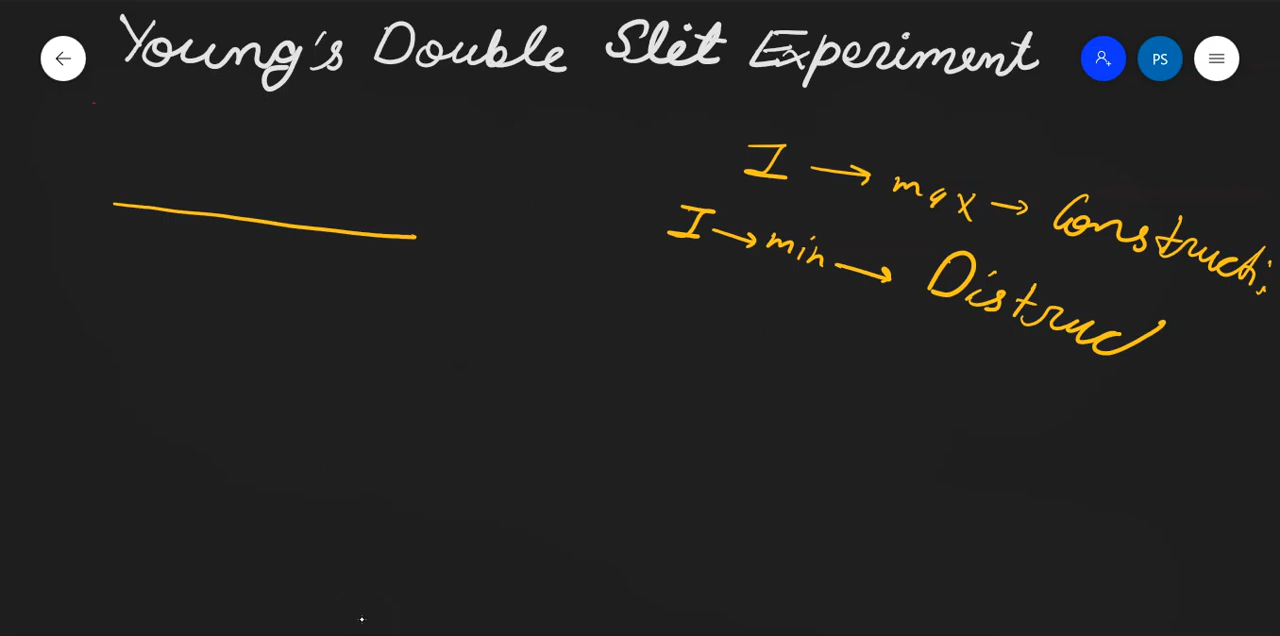 Young's Double Slit Experiment
PS
I → max → Constructi
I → min → Distruc